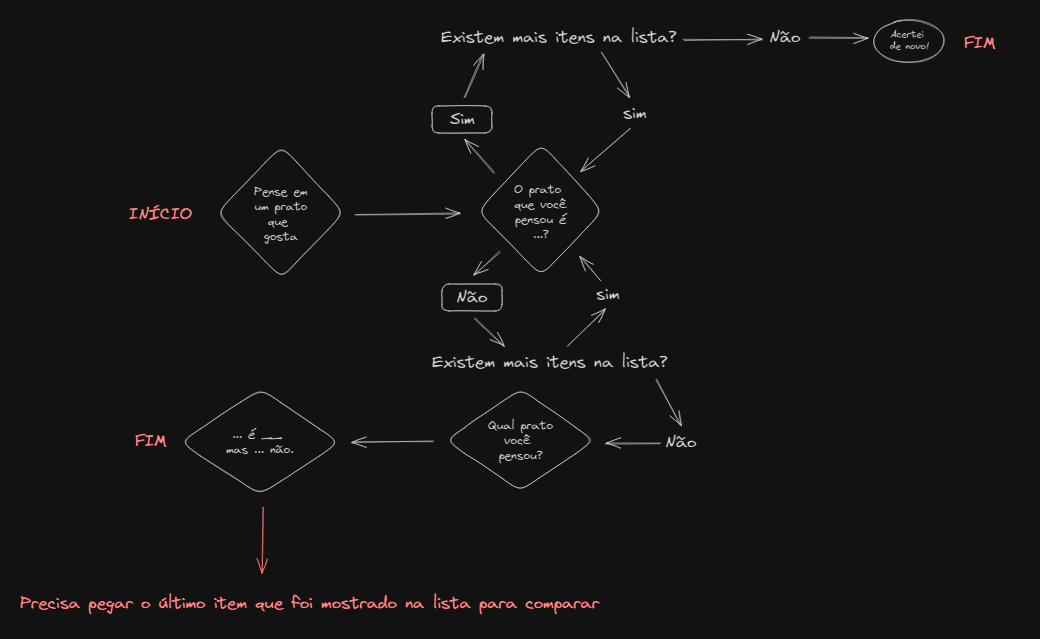 Existem mais itens na lista?
Não
Acertei
de novo!
FIM
Sim
sim
INÍCIO
Pense em
um prato
que
gosta
O prato
que você
pensou é
...?
Não
sim
Existem mais itens na lista?
FIM
... é ___
mas ... não.
Qual prato
você
pensou?
Não
Precisa pegar o último item que foi mostrado na lista para comparar